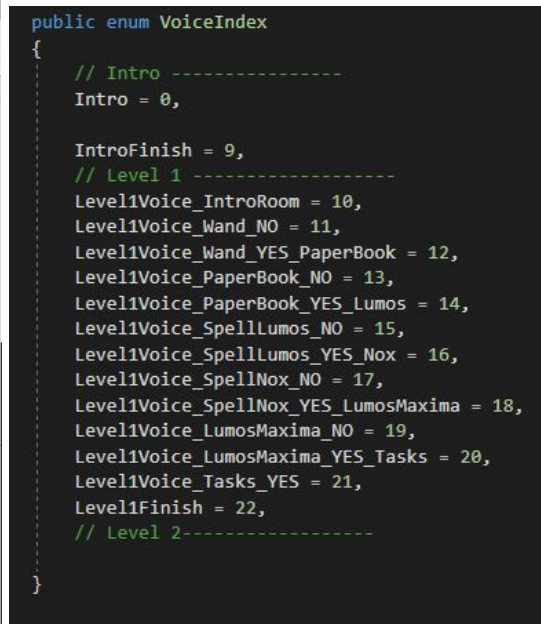 public enum VoiceIndex
{
// Intro ----------------
Intro = 0,
IntroFinish = 9,
// Level 1 -------------------
Level1Voice_IntroRoom = 10,
Level1Voice_Wand_NO = 11,
Level1Voice_Wand_YES_PaperBook = 12,
Level1Voice_PaperBook_NO = 13,
Level1Voice_PaperBook_YES_Lumos = 14,
Level1Voice_SpellLumos_NO = 15,
Level1Voice_SpellLumos_YES_Nox = 16,
Level1Voice_SpellNox_NO = 17,
Level1Voice_SpellNox_YES_LumosMaxima = 18,
Level1Voice_LumosMaxima_NO = 19,
Level1Voice_LumosMaxima_YES_Tasks = 20,
Level1Voice_Tasks_YES = 21,
Level1Finish = 22,
// Level 2------------------
}